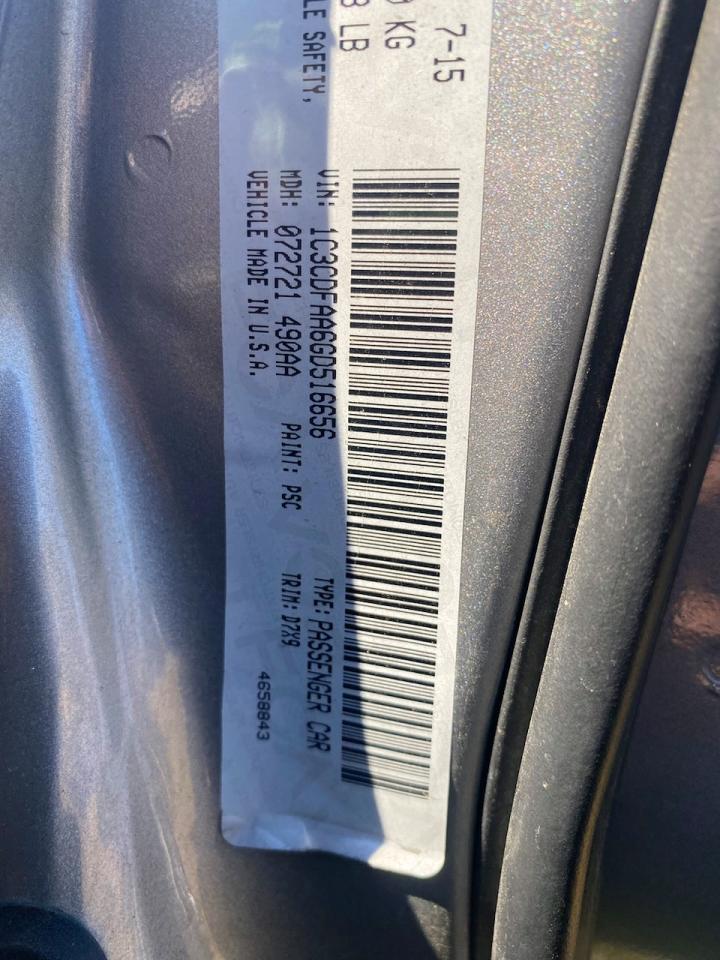 7-15
KG
8 LB
LE SAFETY,
VIN: 1C3CDFAA6GD516656
TYPE: PASSENGER CAR
MDH: 072721 490AA
PAINT: PSC
TRIM: D7X9
VEHICLE MADE IN U.S.A.
4658843